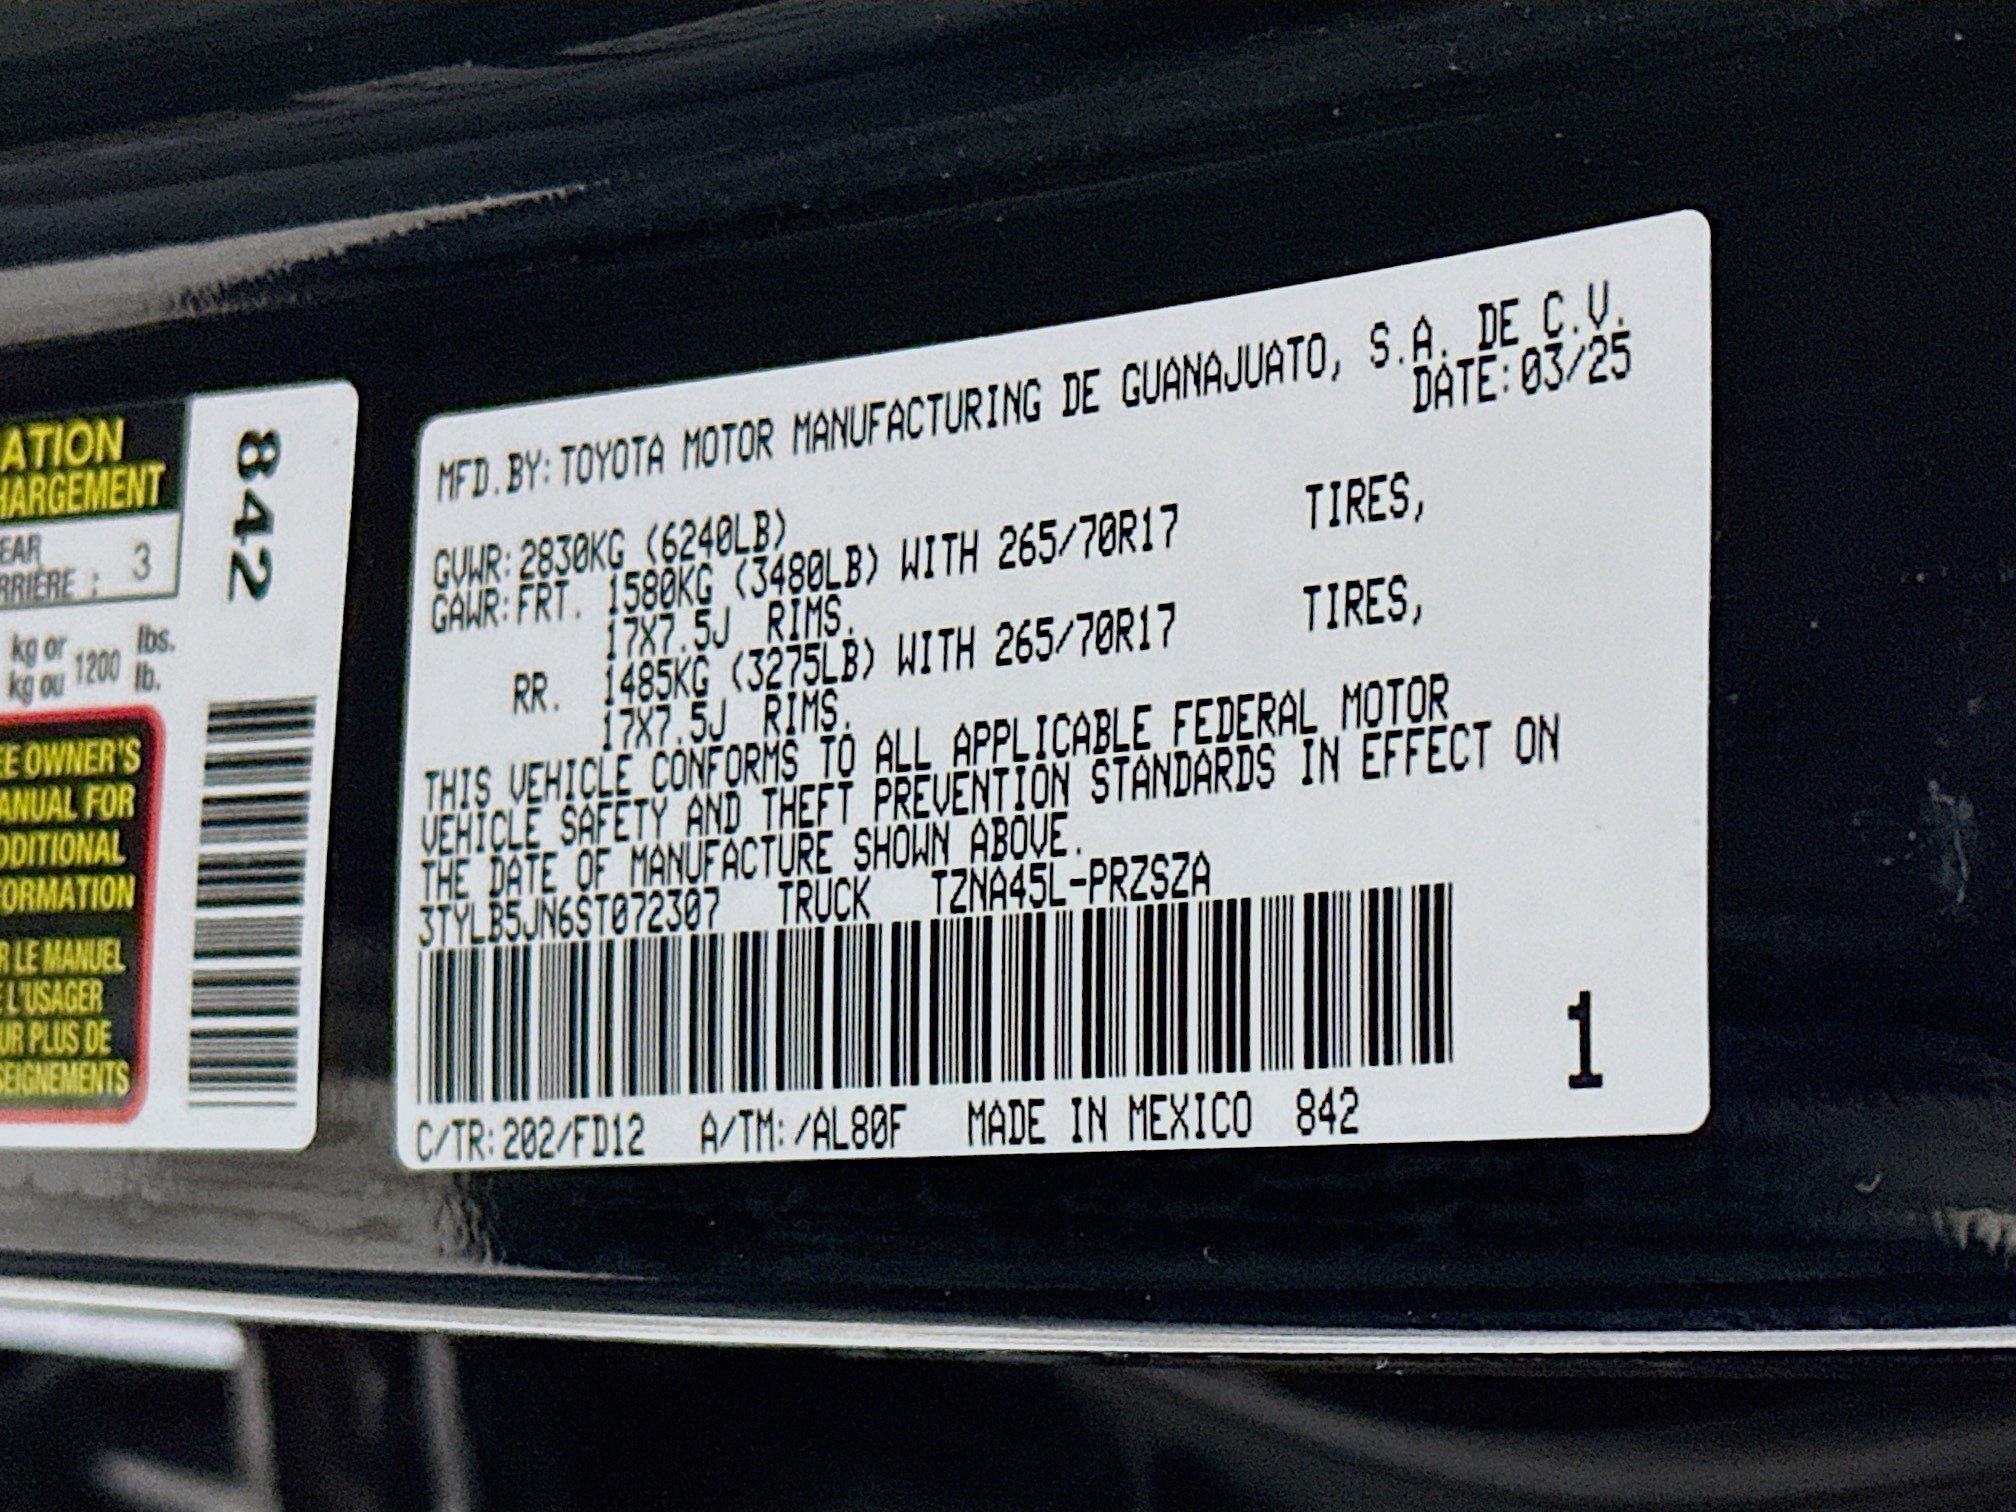 ATION
HARGEMENT
EAR
RRIÈRE : 3
kg or 1200 lbs.
kg ou lb.
EE OWNER'S
ANUAL FOR
DDITIONAL
FORMATION
R LE MANUEL
E L'USAGER
UR PLUS DE
SEIGNEMENTS
842
MFD.BY:TOYOTA MOTOR MANUFACTURING DE GUANAJUATO, S.A. DE C.V.
DATE:03/25
GVWR:2830KG (6240LB)
GAWR:FRT. 1580KG (3480LB) WITH 265/70R17 TIRES,
17X7.5J RIMS.
RR. 1485KG (3275LB) WITH 265/70R17 TIRES,
17X7.5J RIMS.
THIS VEHICLE CONFORMS TO ALL APPLICABLE FEDERAL MOTOR
VEHICLE SAFETY AND THEFT PREVENTION STANDARDS IN EFFECT ON
THE DATE OF MANUFACTURE SHOWN ABOVE.
3TYLB5JN6ST072307 TRUCK TZNA45L-PRZSZA
1
C/TR:202/FD12 A/TM:/AL80F MADE IN MEXICO 842